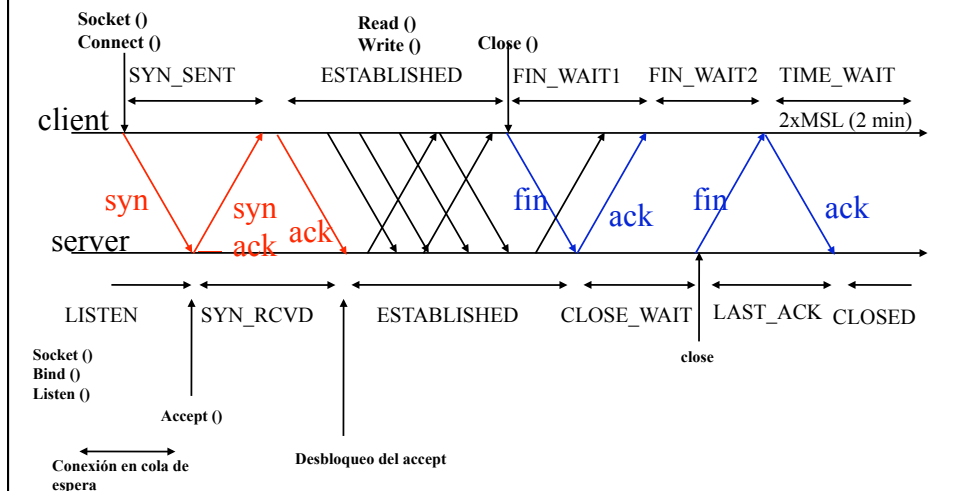 Socket ()
Connect ()
Read ()
Write ()
Close ()
SYN_SENT
ESTABLISHED
FIN_WAIT1
FIN_WAIT2
TIME_WAIT
client
2xMSL (2 min)
syn
syn
ack
ack
fin
ack
fin
ack
server
LISTEN
SYN_RCVD
ESTABLISHED
CLOSE_WAIT
LAST_ACK
CLOSED
Socket ()
Bind ()
Listen ()
close
Accept ()
Desbloqueo del accept
Conexión en cola de
espera